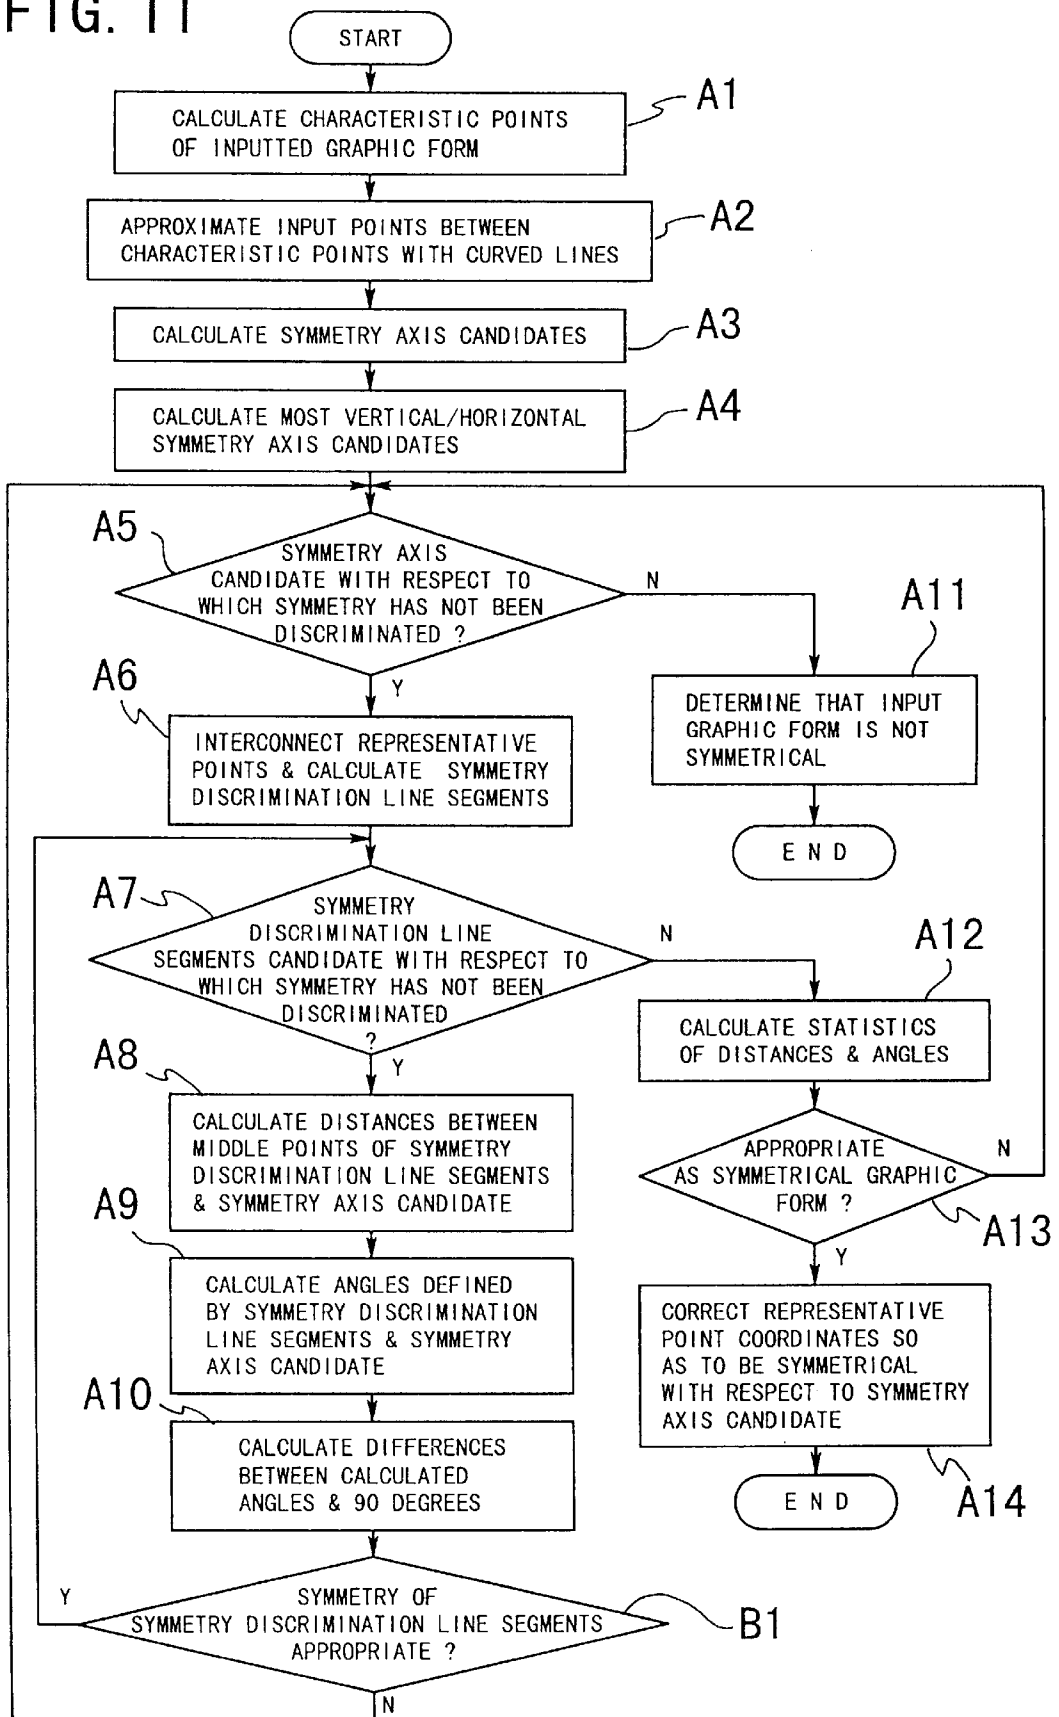 FIG. 11
START
CALCULATE CHARACTERISTIC POINTS
OF INPUTTED GRAPHIC FORM
A1
APPROXIMATE INPUT POINTS BETWEEN
CHARACTERISTIC POINTS WITH CURVED LINES
A2
CALCULATE SYMMETRY AXIS CANDIDATES
A3
CALCULATE MOST VERTICAL/HORIZONTAL
SYMMETRY AXIS CANDIDATES
A4
A5
SYMMETRY AXIS
CANDIDATE WITH RESPECT TO
WHICH SYMMETRY HAS NOT BEEN
DISCRIMINATED ?
N
Y
A11
DETERMINE THAT INPUT
GRAPHIC FORM IS NOT
SYMMETRICAL
END
A6
INTERCONNECT REPRESENTATIVE
POINTS & CALCULATE SYMMETRY
DISCRIMINATION LINE SEGMENTS
A7
SYMMETRY
DISCRIMINATION LINE
SEGMENTS CANDIDATE WITH RESPECT TO
WHICH SYMMETRY HAS NOT BEEN
DISCRIMINATED
?
N
Y
A12
CALCULATE STATISTICS
OF DISTANCES & ANGLES
A8
CALCULATE DISTANCES BETWEEN
MIDDLE POINTS OF SYMMETRY
DISCRIMINATION LINE SEGMENTS
& SYMMETRY AXIS CANDIDATE
APPROPRIATE
AS SYMMETRICAL GRAPHIC
FORM ?
N
A13
Y
A9
CALCULATE ANGLES DEFINED
BY SYMMETRY DISCRIMINATION
LINE SEGMENTS & SYMMETRY
AXIS CANDIDATE
CORRECT REPRESENTATIVE
POINT COORDINATES SO
AS TO BE SYMMETRICAL
WITH RESPECT TO SYMMETRY
AXIS CANDIDATE
A14
END
A10
CALCULATE DIFFERENCES
BETWEEN CALCULATED
ANGLES & 90 DEGREES
Y
SYMMETRY OF
SYMMETRY DISCRIMINATION LINE SEGMENTS
APPROPRIATE ?
B1
N